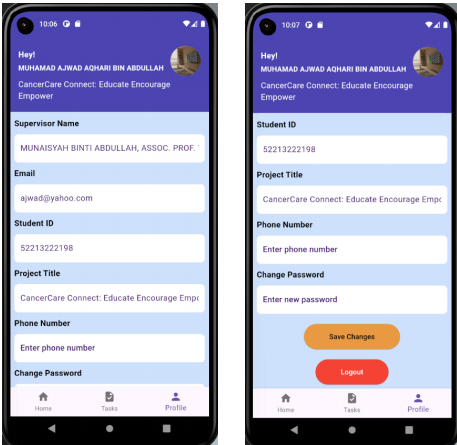 10:06
Hey!
MUHAMAD AJWAD AQHARI BIN ABDULLAH
CancerCare Connect: Educate Encourage
Empower
Supervisor Name
MUNAISYAH BINTI ABDULLAH, ASSOC. PROF.
Email
ajwad@yahoo.com
Student ID
52213222198
Project Title
CancerCare Connect: Educate Encourage Empo
Phone Number
Enter phone number
Change Password
Home Tasks Profile
10:07
Hey!
MUHAMAD AJWAD AQHARI BIN ABDULLAH
CancerCare Connect: Educate Encourage
Empower
Student ID
52213222198
Project Title
CancerCare Connect: Educate Encourage Empo
Phone Number
Enter phone number
Change Password
Enter new password
Save Changes
Logout
Home Tasks Profile